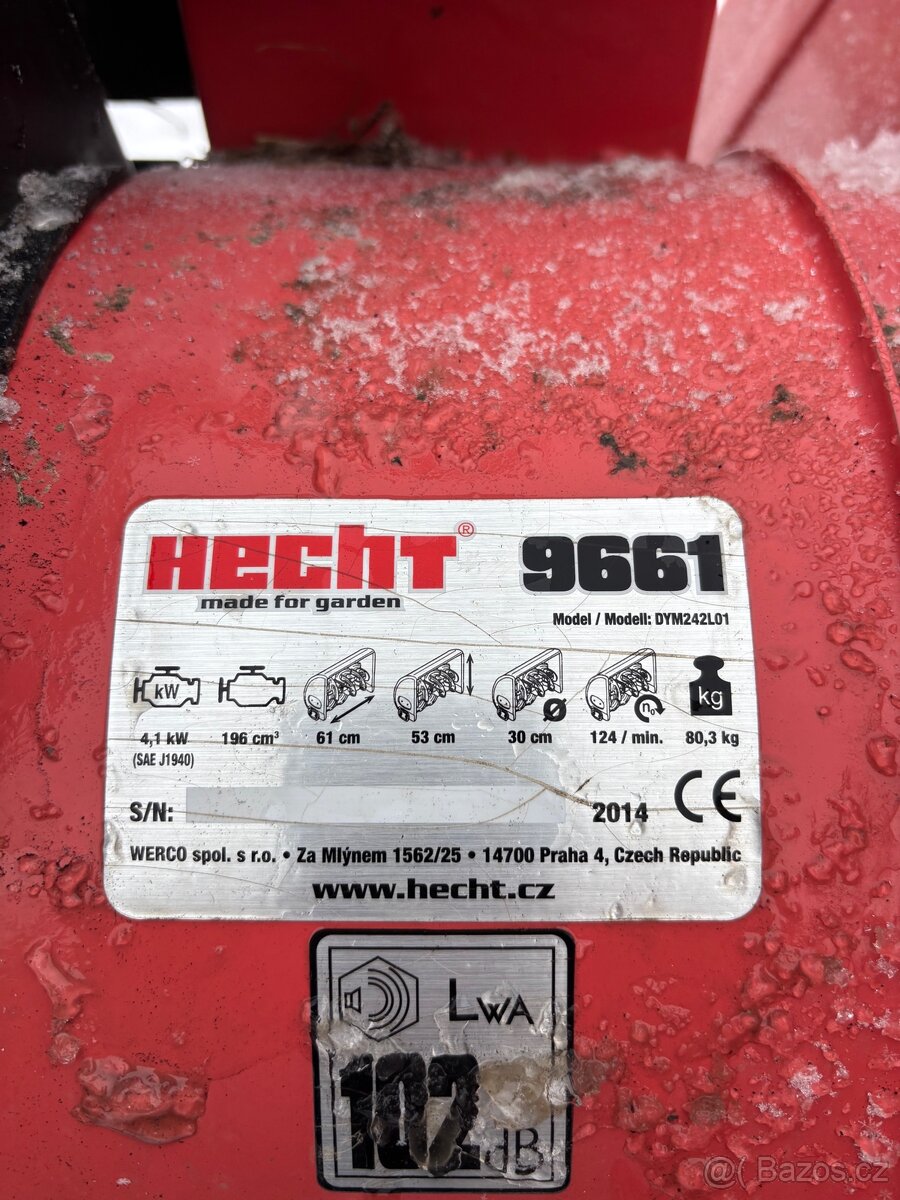 Hecht® 9661
made for garden
Model / Modell: DYM242L01
kW kg
n₀
4,1 kW 196 cm³ 61 cm 53 cm 30 cm 124 / min. 80,3 kg
(SAE J1940)
S/N: 2014 CE
WERCO spol. s r.o. • Za Mlýnem 1562/25 • 14700 Praha 4, Czech Republic
www.hecht.cz
LWA
102 dB
@( Bazos.cz